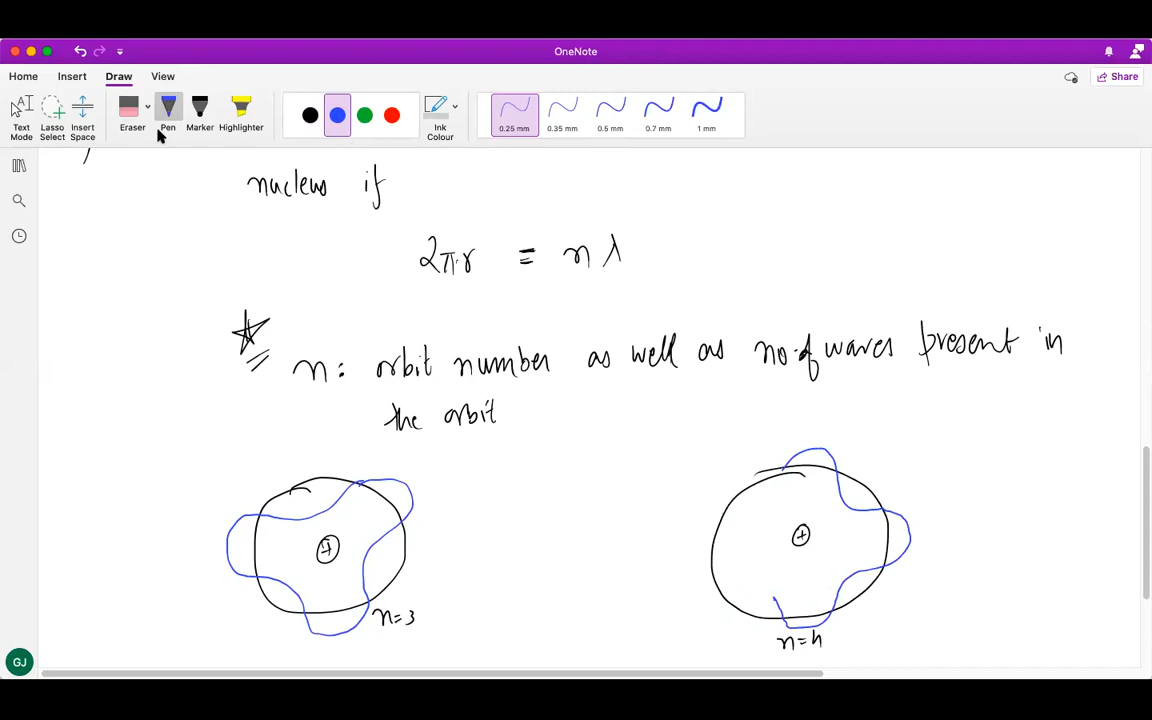 OneNote
Home Insert Draw View
Share
Text Mode
Lasso Select
Insert Space
Eraser
Pen
Marker
Highlighter
Ink Colour
0.25 mm
0.35 mm
0.5 mm
0.7 mm
1 mm
nucleus if
2πr = nλ
n: orbit number as well as no. of waves present in
the orbit
+
+
n=3
n=4
GJ